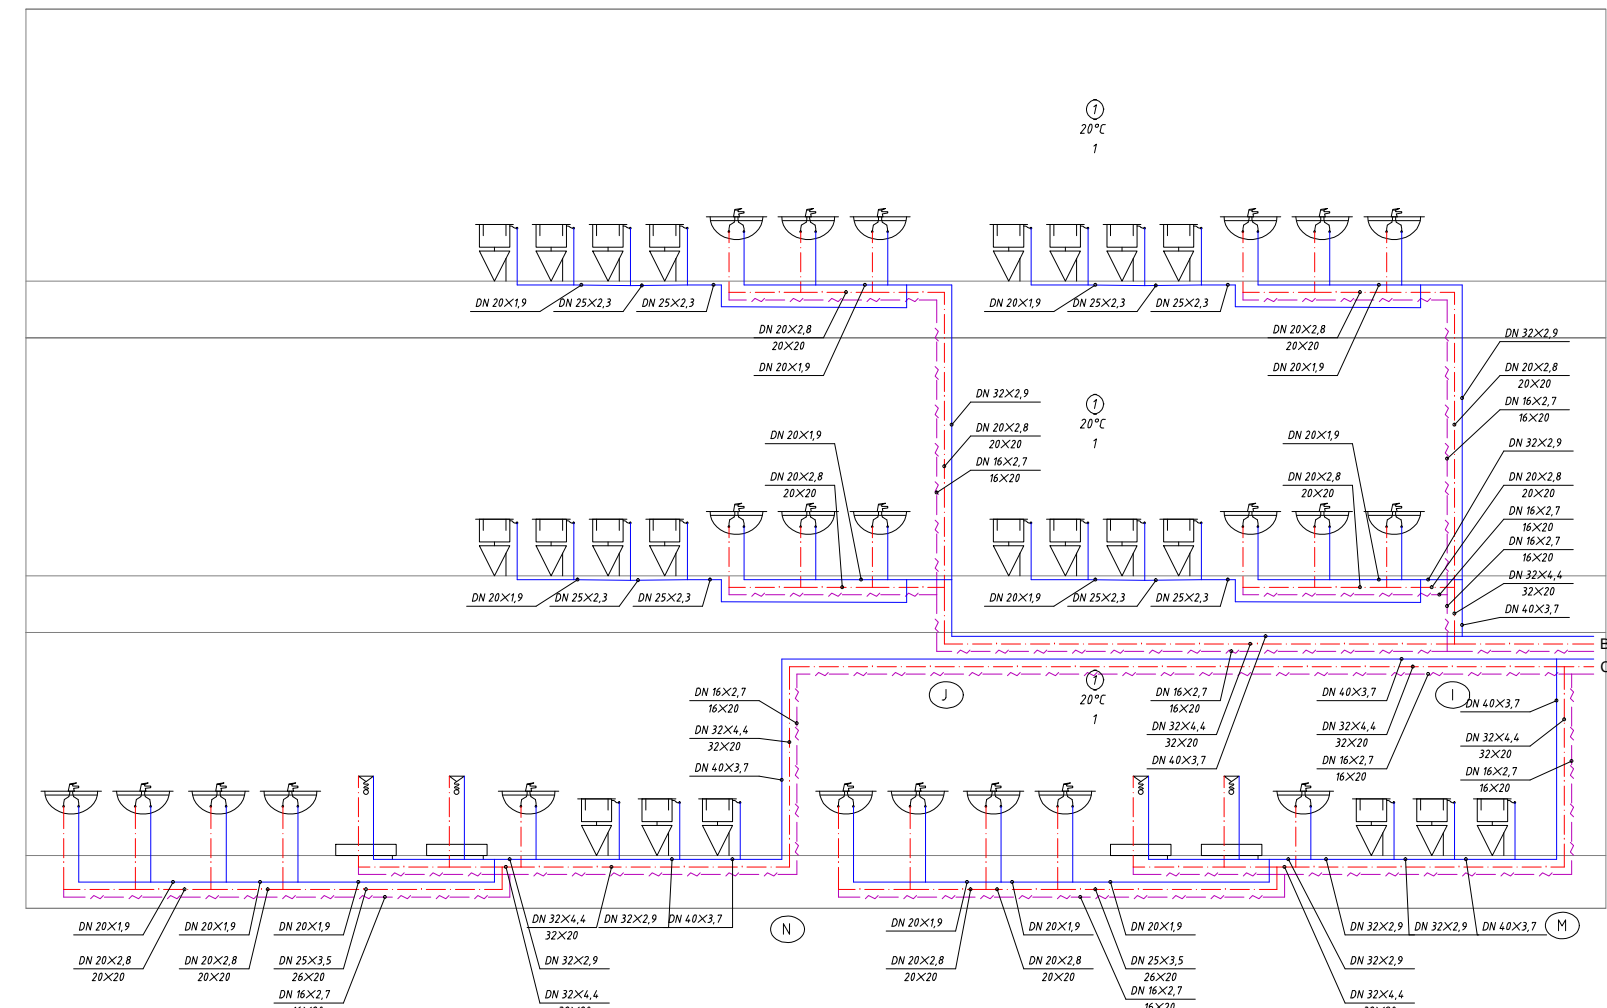 1
20°C
1
DN 20×1,9
DN 25×2,3
DN 25×2,3
DN 20×2,8
20×20
DN 20×1,9
DN 20×1,9
DN 25×2,3
DN 25×2,3
DN 20×2,8
20×20
DN 20×1,9
DN 32×2,9
DN 20×2,8
20×20
DN 16×2,7
16×20
DN 32×2,9
DN 20×2,8
20×20
DN 16×2,7
16×20
1
20°C
1
DN 20×1,9
DN 20×2,8
20×20
DN 20×1,9
DN 20×2,8
20×20
DN 32×2,9
DN 20×2,8
20×20
DN 16×2,7
16×20
DN 16×2,7
16×20
DN 32×4,4
32×20
DN 40×3,7
DN 20×1,9
DN 25×2,3
DN 25×2,3
DN 20×1,9
DN 25×2,3
DN 25×2,3
DN 16×2,7
16×20
DN 32×4,4
32×20
DN 40×3,7
J
1
20°C
1
DN 16×2,7
16×20
DN 32×4,4
32×20
DN 40×3,7
DN 40×3,7
DN 32×4,4
32×20
DN 16×2,7
16×20
I
DN 40×3,7
DN 32×4,4
32×20
DN 16×2,7
16×20
DN 20×1,9
DN 20×1,9
DN 20×1,9
DN 32×4,4
32×20
DN 32×2,9
DN 40×3,7
N
DN 20×1,9
DN 20×1,9
DN 20×1,9
DN 32×2,9
DN 32×2,9
DN 40×3,7
M
DN 20×2,8
20×20
DN 20×2,8
20×20
DN 25×3,5
26×20
DN 16×2,7
DN 32×2,9
DN 32×4,4
DN 20×2,8
20×20
DN 20×2,8
20×20
DN 25×3,5
26×20
DN 16×2,7
16×20
DN 32×2,9
DN 32×4,4